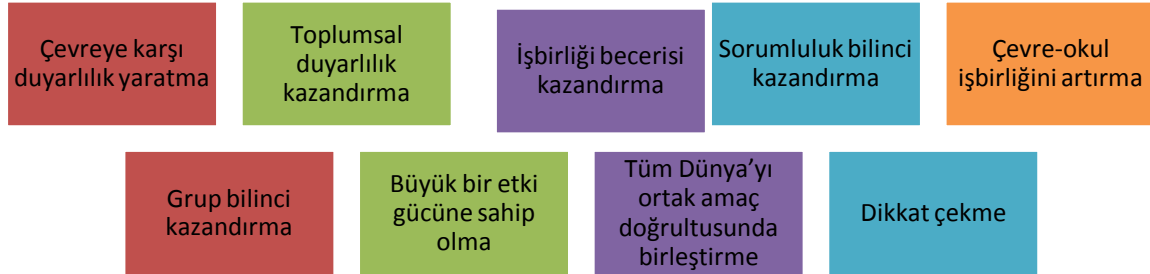 Çevreye karşı
duyarlılık yaratma
Toplumsal
duyarlılık
kazandırma
İşbirliği becerisi
kazandırma
Sorumluluk bilinci
kazandırma
Çevre-okul
işbirliğini artırma
Grup bilinci
kazandırma
Büyük bir etki
gücüne sahip
olma
Tüm Dünya’yı
ortak amaç
doğrultusunda
birleştirme
Dikkat çekme